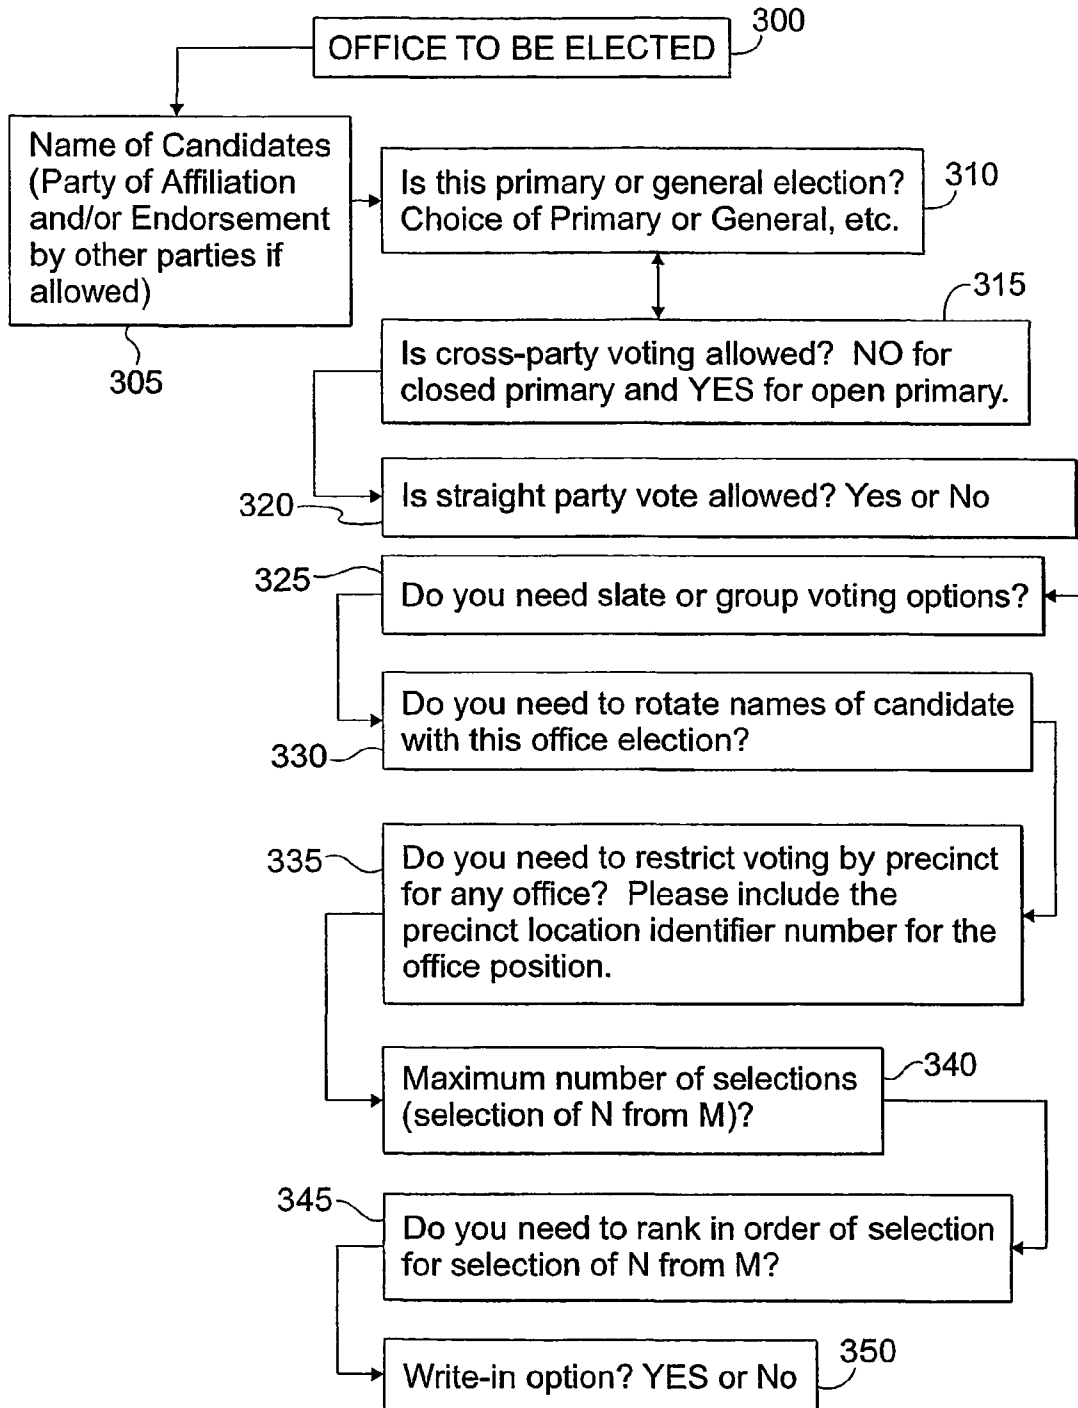 OFFICE TO BE ELECTED
300
Name of Candidates
(Party of Affiliation
and/or Endorsement
by other parties if
allowed)
305
Is this primary or general election?
Choice of Primary or General, etc.
310
315
Is cross-party voting allowed? NO for
closed primary and YES for open primary.
320
Is straight party vote allowed? Yes or No
325
Do you need slate or group voting options?
Do you need to rotate names of candidate
with this office election?
330
335
Do you need to restrict voting by precinct
for any office? Please include the
precinct location identifier number for the
office position.
340
Maximum number of selections
(selection of N from M)?
345
Do you need to rank in order of selection
for selection of N from M?
350
Write-in option? YES or No